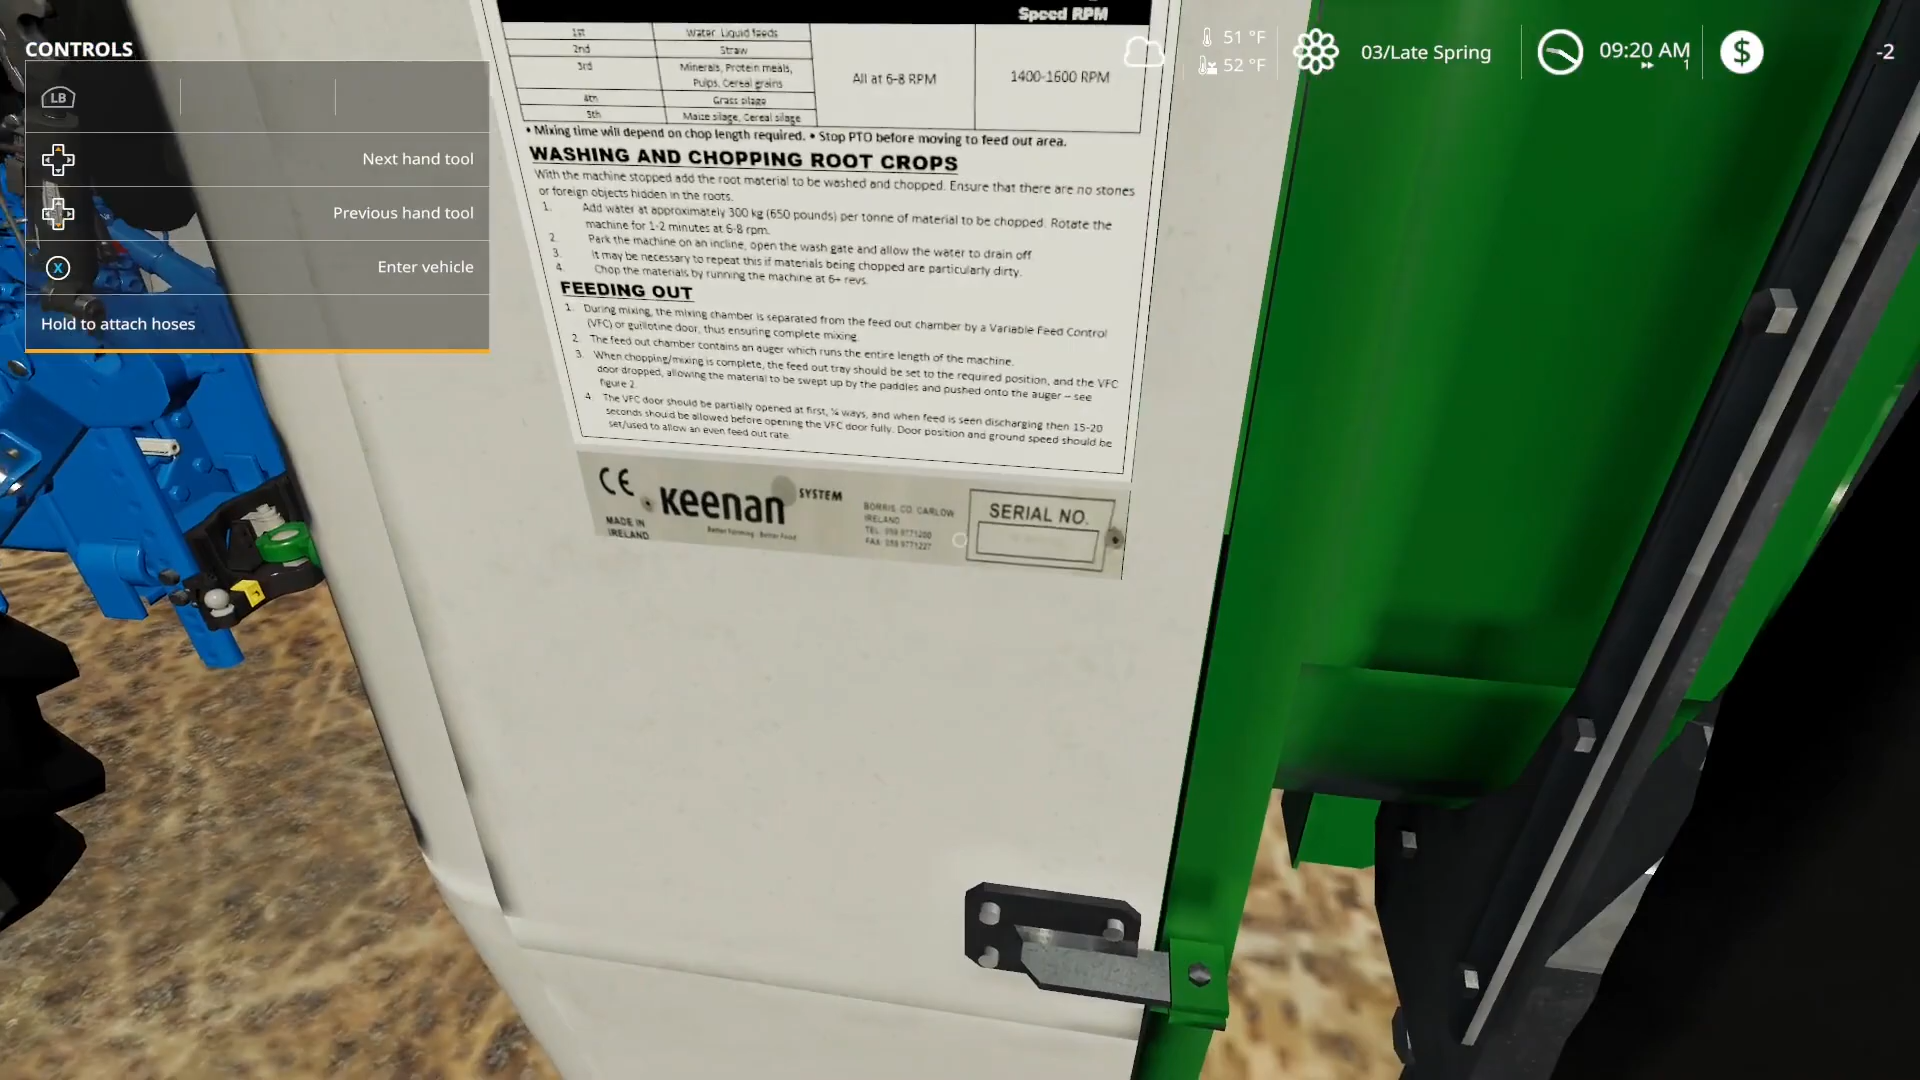 CONTROLS
LB
Next hand tool
Previous hand tool
X
Enter vehicle
Hold to attach hoses
51 °F
52 °F
03/Late Spring
09:20 AM
1
$
-2
Speed RPM
1st Water, Liquid feeds
2nd Straw
3rd Minerals, Protein meals,
Pulps, Cereal grains
4th Grass silage
5th Maize silage, Cereal silage
All at 6-8 RPM
1400-1600 RPM
• Mixing time will depend on chop length required. • Stop PTO before moving to feed out area.
WASHING AND CHOPPING ROOT CROPS
With the machine stopped add the root material to be washed and chopped. Ensure that there are no stones
or foreign objects hidden in the roots.
1. Add water at approximately 300 kg (650 pounds) per tonne of material to be chopped. Rotate the
machine for 1-2 minutes at 6-8 rpm.
2. Park the machine on an incline, open the wash gate and allow the water to drain off
3. It may be necessary to repeat this if materials being chopped are particularly dirty.
4. Chop the materials by running the machine at 6+ revs.
FEEDING OUT
1. During mixing, the mixing chamber is separated from the feed out chamber by a Variable Feed Control
(VFC) or guillotine door, thus ensuring complete mixing.
2. The feed out chamber contains an auger which runs the entire length of the machine.
3. When chopping/mixing is complete, the feed out tray should be set to the required position, and the VFC
door dropped, allowing the material to be swept up by the paddles and pushed onto the auger – see
figure 2.
4. The VFC door should be partially opened at first, ¼ ways, and when feed is seen discharging then 15-20
seconds should be allowed before opening the VFC door fully. Door position and ground speed should be
set/used to allow an even feed out rate.
CE
MADE IN
IRELAND
Keenan SYSTEM
Better Farming - Better Food
BORRIS, CO. CARLOW
IRELAND
TEL: 059 9771200
FAX: 059 9771227
SERIAL NO.